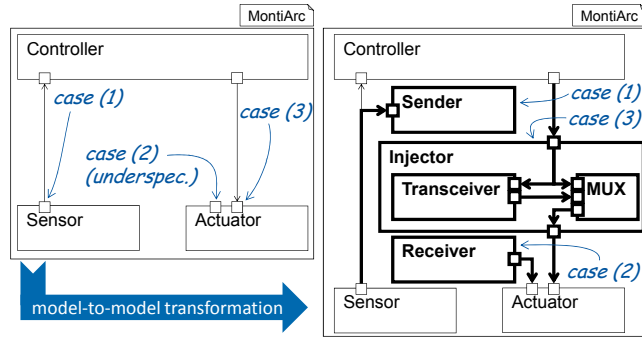 MontiArc
Controller
case (1)
case (3)
case (2)
(underspec.)
Sensor
Actuator
model-to-model transformation
MontiArc
Controller
Sender
case (1)
case (3)
Injector
Transceiver
MUX
Receiver
case (2)
Sensor
Actuator